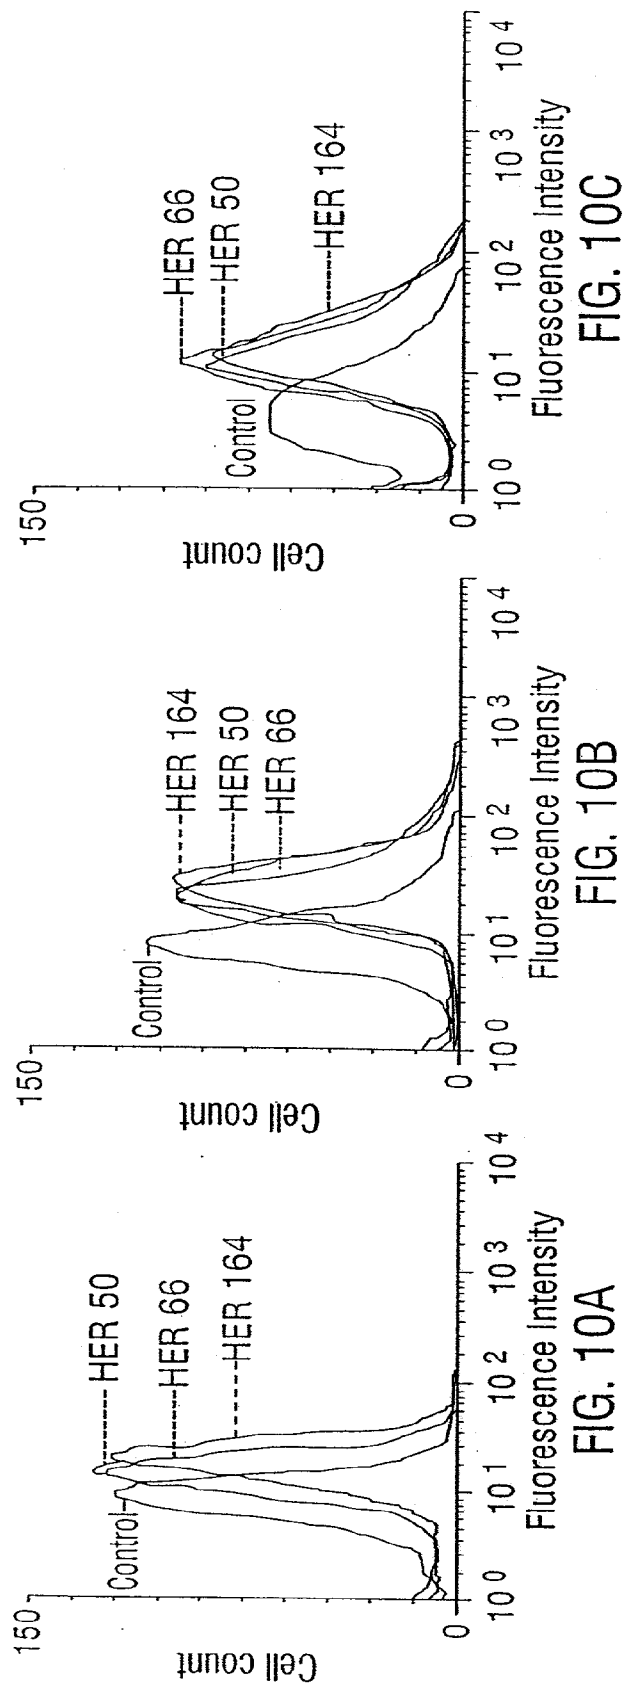 150
Cell count
0
Control
HER 50
HER 66
HER 164
10^0 10^1 10^2 10^3 10^4
Fluorescence Intensity
FIG. 10A
150
Cell count
0
Control
HER 164
HER 50
HER 66
10^0 10^1 10^2 10^3 10^4
Fluorescence Intensity
FIG. 10B
150
Cell count
0
Control
HER 66
HER 50
HER 164
10^0 10^1 10^2 10^3 10^4
Fluorescence Intensity
FIG. 10C